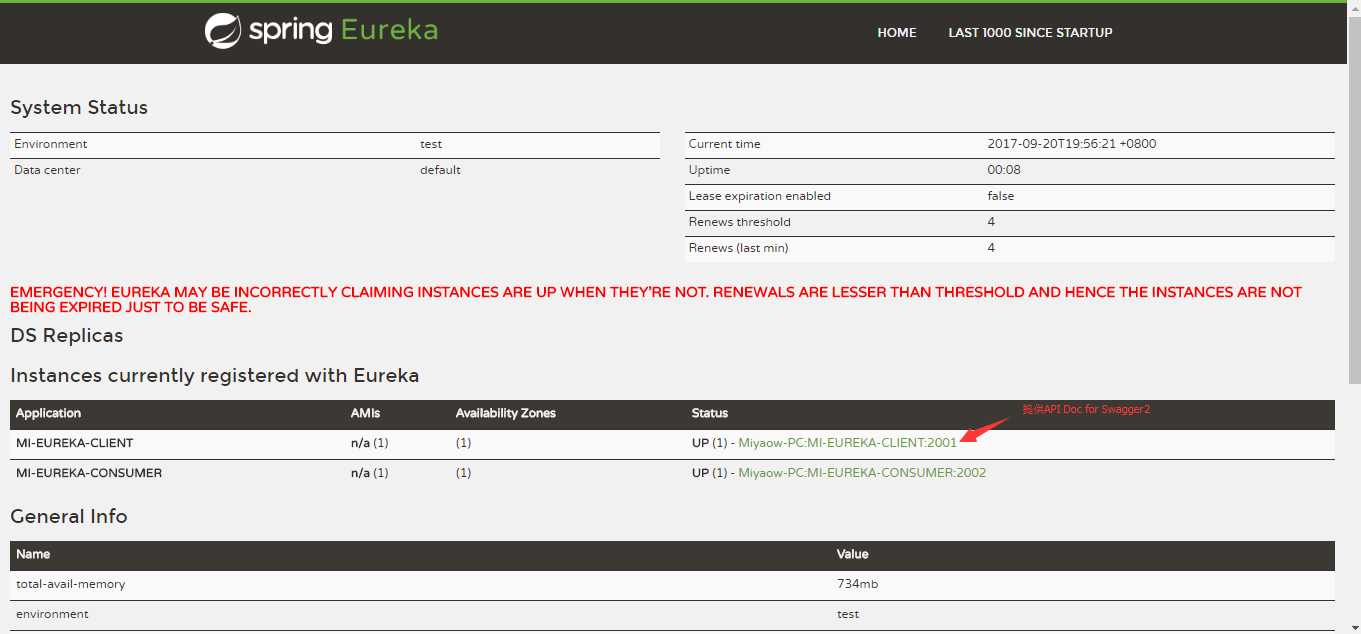 spring Eureka
HOME LAST 1000 SINCE STARTUP
System Status
Environment test
Data center default
Current time 2017-09-20T19:56:21 +0800
Uptime 00:08
Lease expiration enabled false
Renews threshold 4
Renews (last min) 4
EMERGENCY! EUREKA MAY BE INCORRECTLY CLAIMING INSTANCES ARE UP WHEN THEY'RE NOT. RENEWALS ARE LESSER THAN THRESHOLD AND HENCE THE INSTANCES ARE NOT
BEING EXPIRED JUST TO BE SAFE.
DS Replicas
Instances currently registered with Eureka
Application AMIs Availability Zones Status
提供API Doc for Swagger2
MI-EUREKA-CLIENT n/a (1) (1) UP (1) - Miyaow-PC:MI-EUREKA-CLIENT:2001
MI-EUREKA-CONSUMER n/a (1) (1) UP (1) - Miyaow-PC:MI-EUREKA-CONSUMER:2002
General Info
Name Value
total-avail-memory 734mb
environment test